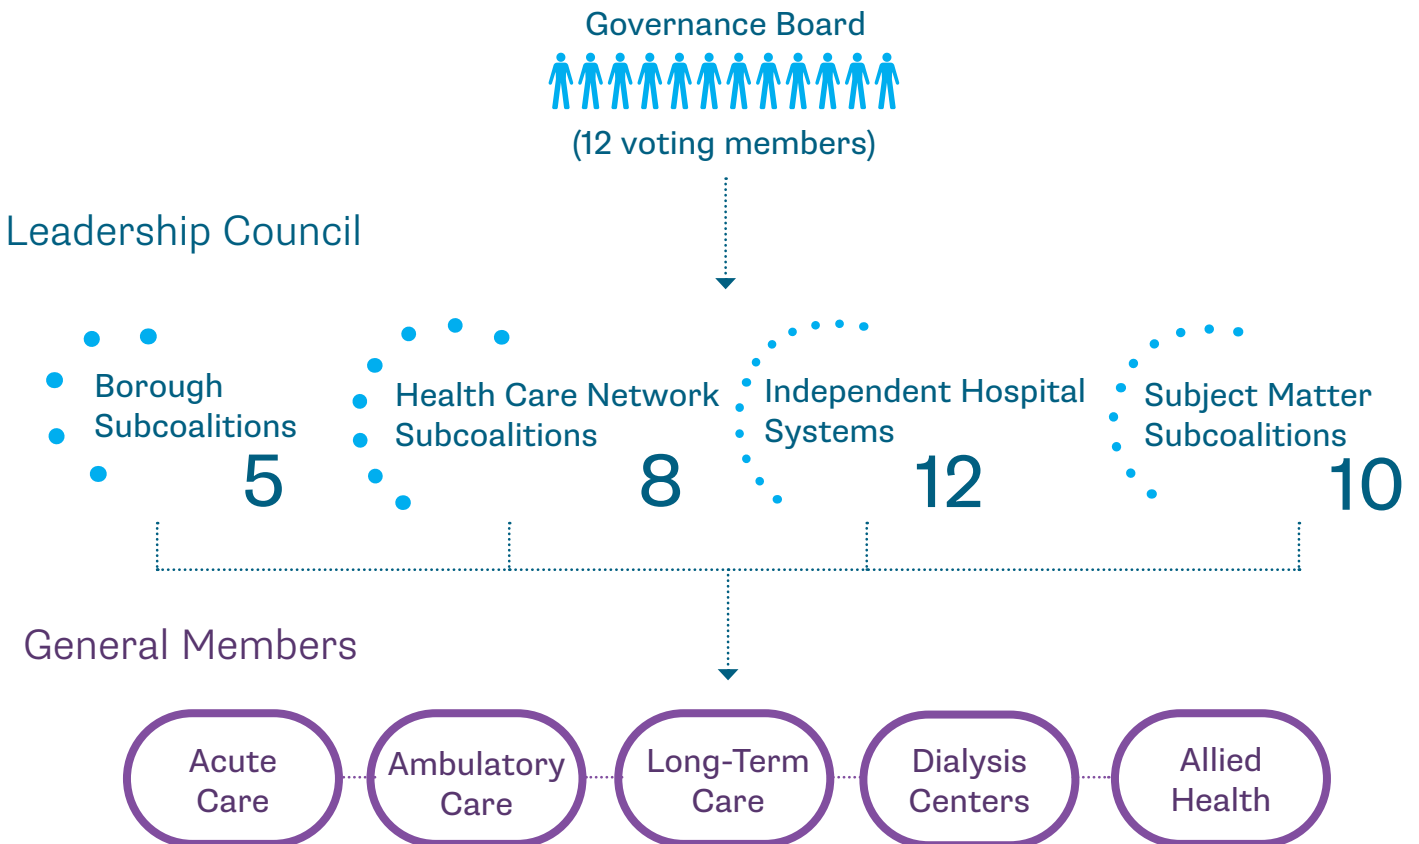 Governance Board
(12 voting members)
Leadership Council
Borough
Subcoalitions
5
Health Care Network
Subcoalitions
8
Independent Hospital
Systems
12
Subject Matter
Subcoalitions
10
General Members
Acute
Care
Ambulatory
Care
Long-Term
Care
Dialysis
Centers
Allied
Health